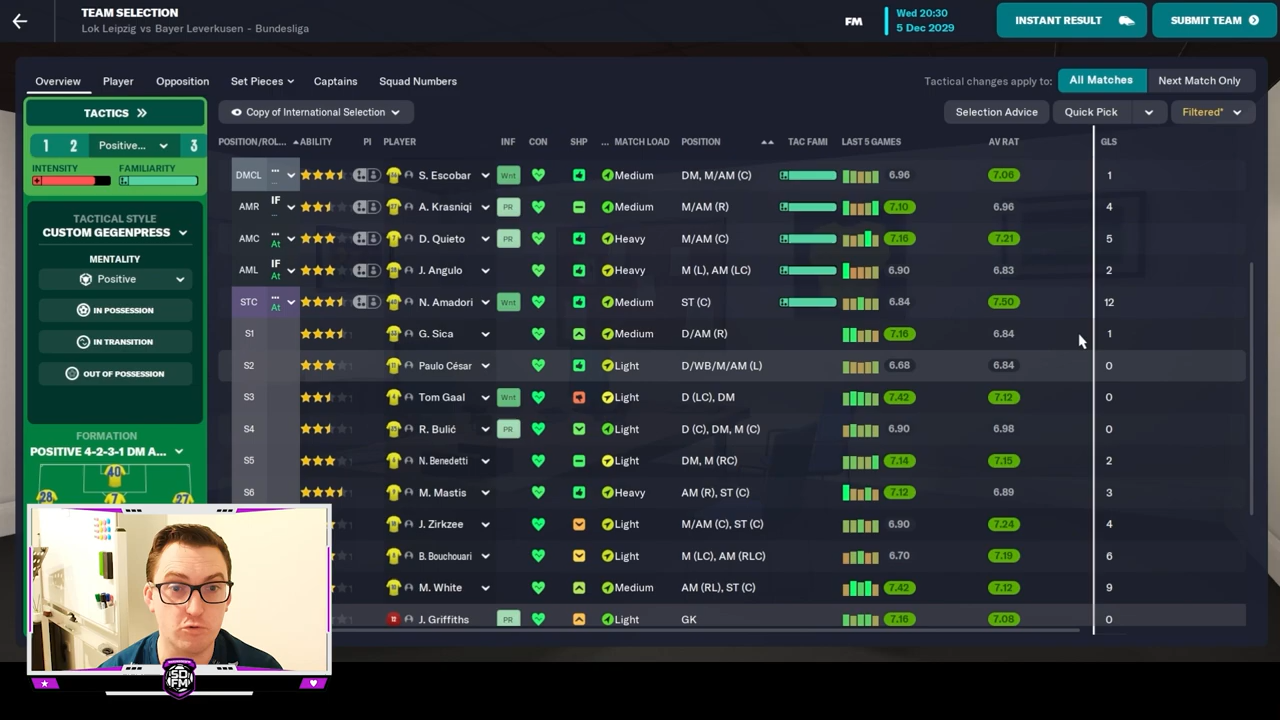 TEAM SELECTION
Lok Leipzig vs Bayer Leverkusen - Bundesliga
FM
Wed 20:30
5 Dec 2029
INSTANT RESULT
SUBMIT TEAM
Overview Player Opposition Set Pieces Captains Squad Numbers
Tactical changes apply to: All Matches Next Match Only
TACTICS
Copy of International Selection
Selection Advice Quick Pick Filtered*
1 2 Positive... 3
INTENSITY FAMILIARITY
TACTICAL STYLE
CUSTOM GEGENPRESS
MENTALITY
Positive
IN POSSESSION
IN TRANSITION
OUT OF POSSESSION
FORMATION
POSITIVE 4-2-3-1 DM A...
40
28 7 27
POSITION/ROL... ABILITY PI PLAYER INF CON SHP ... MATCH LOAD POSITION TAC FAMI LAST 5 GAMES AV RAT GLS
DMCL ... S. Escobar Wnt Medium DM, M/AM (C) 6.96 7.06 1
AMR IF ... A. Krasniqi PR Medium M/AM (R) 7.10 6.96 4
AMC At D. Quieto PR Heavy M/AM (C) 7.16 7.21 5
AML IF At J. Angulo Heavy M (L), AM (LC) 6.90 6.83 2
STC ... At N. Amadori Wnt Medium ST (C) 6.84 7.50 12
S1 G. Sica Medium D/AM (R) 7.16 6.84 1
S2 Paulo César Light D/WB/M/AM (L) 6.68 6.84 0
S3 Tom Gaal Wnt Light D (LC), DM 7.42 7.12 0
S4 R. Bulić PR Light D (C), DM, M (C) 6.90 6.98 0
S5 N. Benedetti Light DM, M (RC) 7.14 7.15 2
S6 M. Mastis Heavy AM (R), ST (C) 7.12 6.89 3
J. Zirkzee Light M/AM (C), ST (C) 6.90 7.24 4
B. Bouchouari Light M (LC), AM (RLC) 6.70 7.19 6
M. White Medium AM (RL), ST (C) 7.42 7.12 9
J. Griffiths PR Light GK 7.16 7.08 0
SD
FM